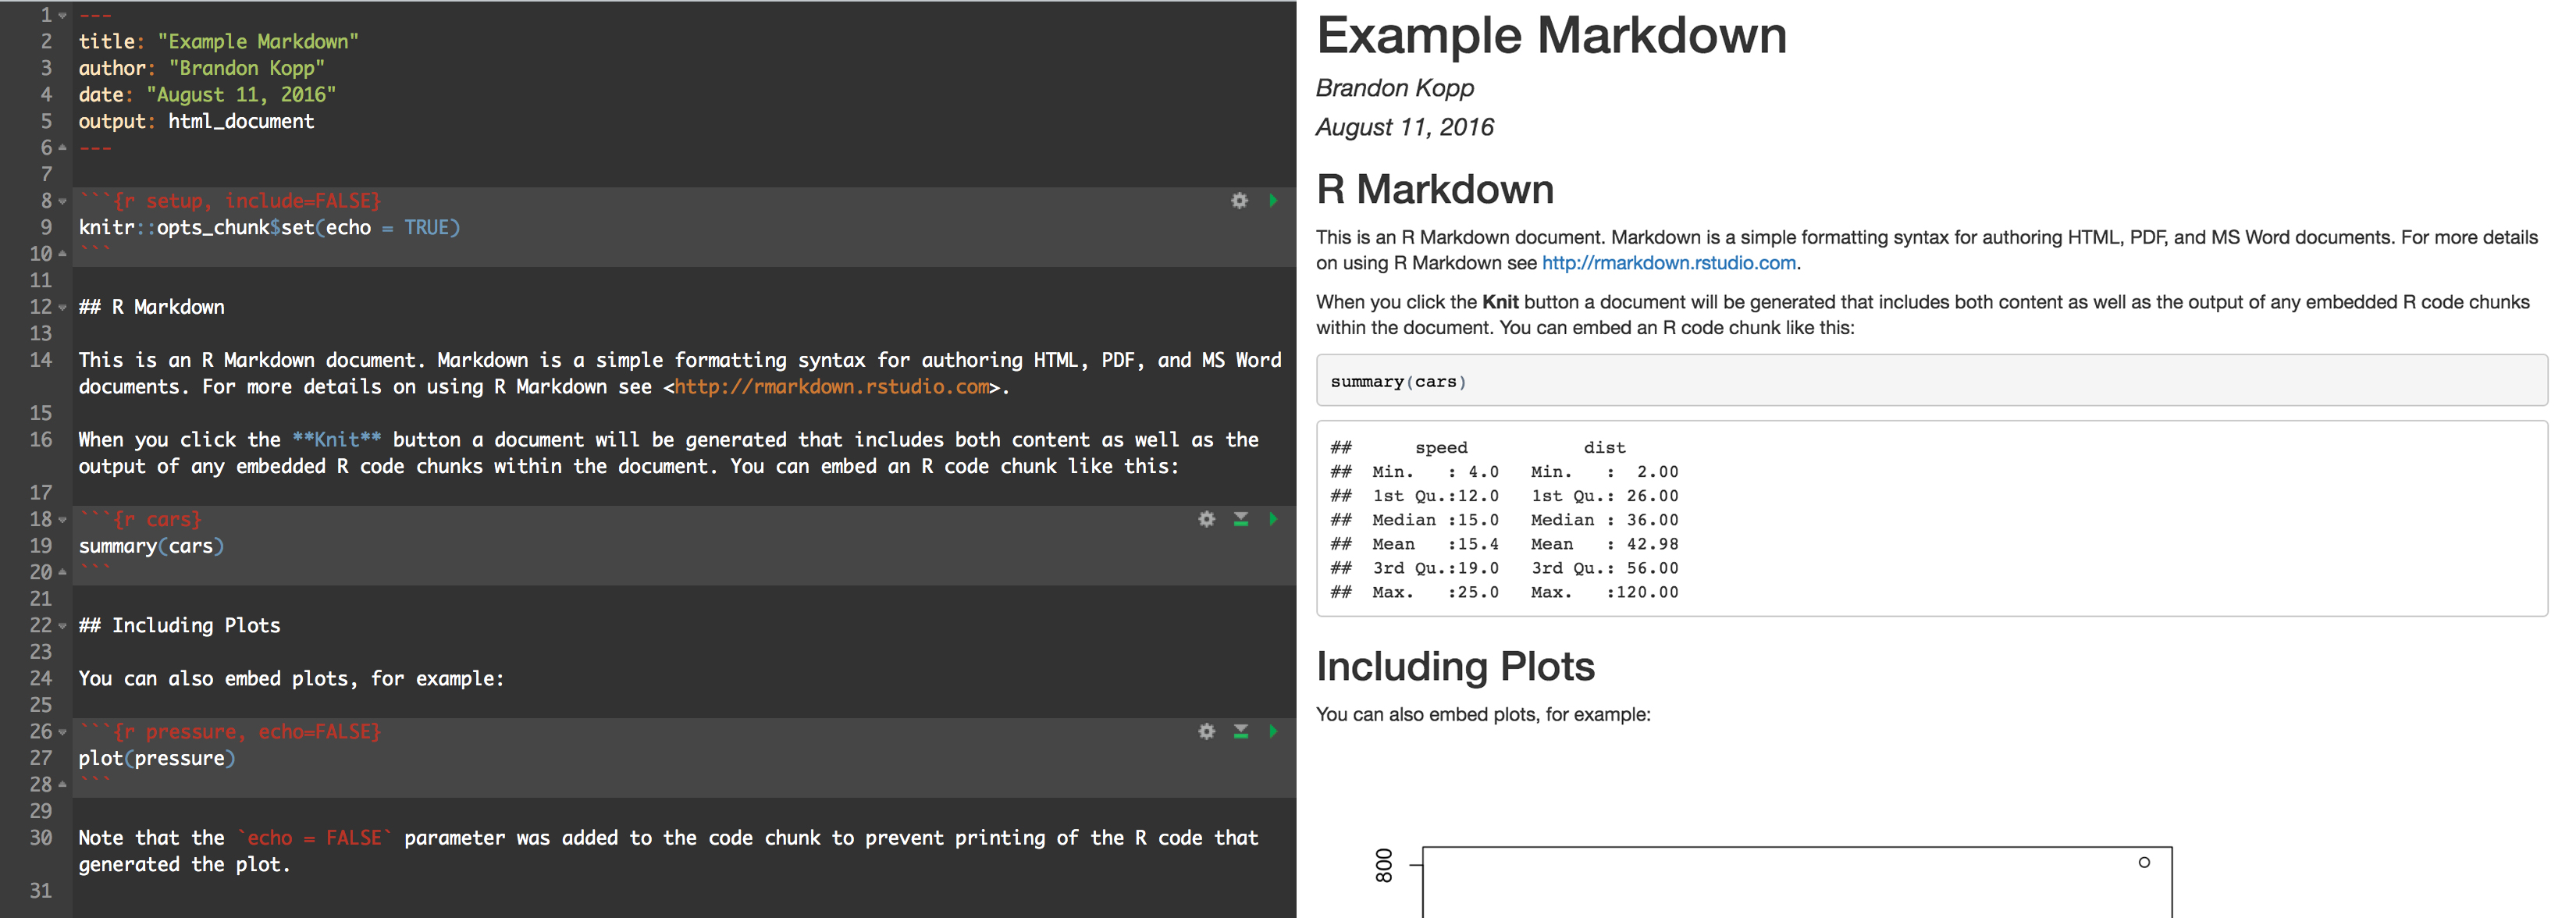 1 ---
2 title: "Example Markdown"
3 author: "Brandon Kopp"
4 date: "August 11, 2016"
5 output: html_document
6 ---
7
8 ```{r setup, include=FALSE}
9 knitr::opts_chunk$set(echo = TRUE)
10 ```
11
12 ## R Markdown
13
14 This is an R Markdown document. Markdown is a simple formatting syntax for authoring HTML, PDF, and MS Word
documents. For more details on using R Markdown see <http://rmarkdown.rstudio.com>.
15
16 When you click the **Knit** button a document will be generated that includes both content as well as the
output of any embedded R code chunks within the document. You can embed an R code chunk like this:
17
18 ```{r cars}
19 summary(cars)
20 ```
21
22 ## Including Plots
23
24 You can also embed plots, for example:
25
26 ```{r pressure, echo=FALSE}
27 plot(pressure)
28 ```
29
30 Note that the `echo = FALSE` parameter was added to the code chunk to prevent printing of the R code that
generated the plot.
31
Example Markdown
Brandon Kopp
August 11, 2016
R Markdown
This is an R Markdown document. Markdown is a simple formatting syntax for authoring HTML, PDF, and MS Word documents. For more details
on using R Markdown see http://rmarkdown.rstudio.com.
When you click the Knit button a document will be generated that includes both content as well as the output of any embedded R code chunks
within the document. You can embed an R code chunk like this:
summary(cars)
##      speed           dist
##  Min.   : 4.0   Min.   :  2.00
##  1st Qu.:12.0   1st Qu.: 26.00
##  Median :15.0   Median : 36.00
##  Mean   :15.4   Mean   : 42.98
##  3rd Qu.:19.0   3rd Qu.: 56.00
##  Max.   :25.0   Max.   :120.00
Including Plots
You can also embed plots, for example:
800